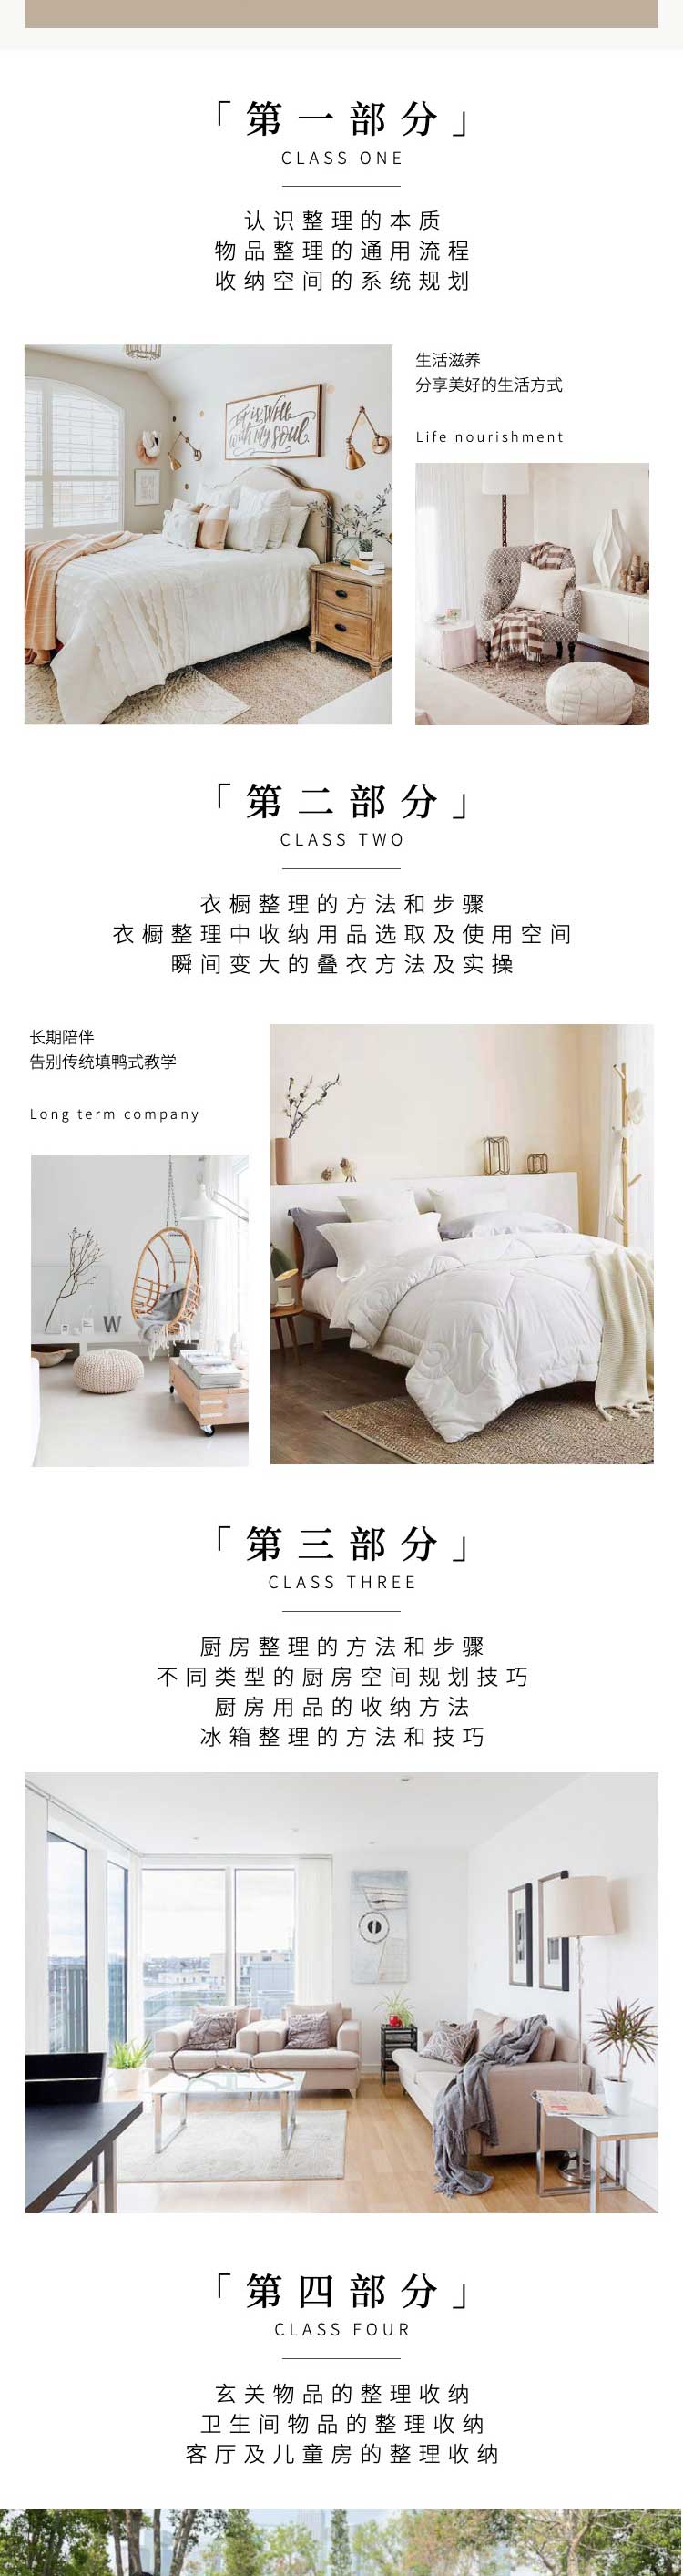 「第一部分」
CLASS ONE
认识整理的本质
物品整理的通用流程
收纳空间的系统规划
生活滋养
分享美好的生活方式
Life nourishment
with my soul
「第二部分」
CLASS TWO
衣橱整理的方法和步骤
衣橱整理中收纳用品选取及使用空间
瞬间变大的叠衣方法及实操
长期陪伴
告别传统填鸭式教学
Long term company
W
「第三部分」
CLASS THREE
厨房整理的方法和步骤
不同类型的厨房空间规划技巧
厨房用品的收纳方法
冰箱整理的方法和技巧
「第四部分」
CLASS FOUR
玄关物品的整理收纳
卫生间物品的整理收纳
客厅及儿童房的整理收纳